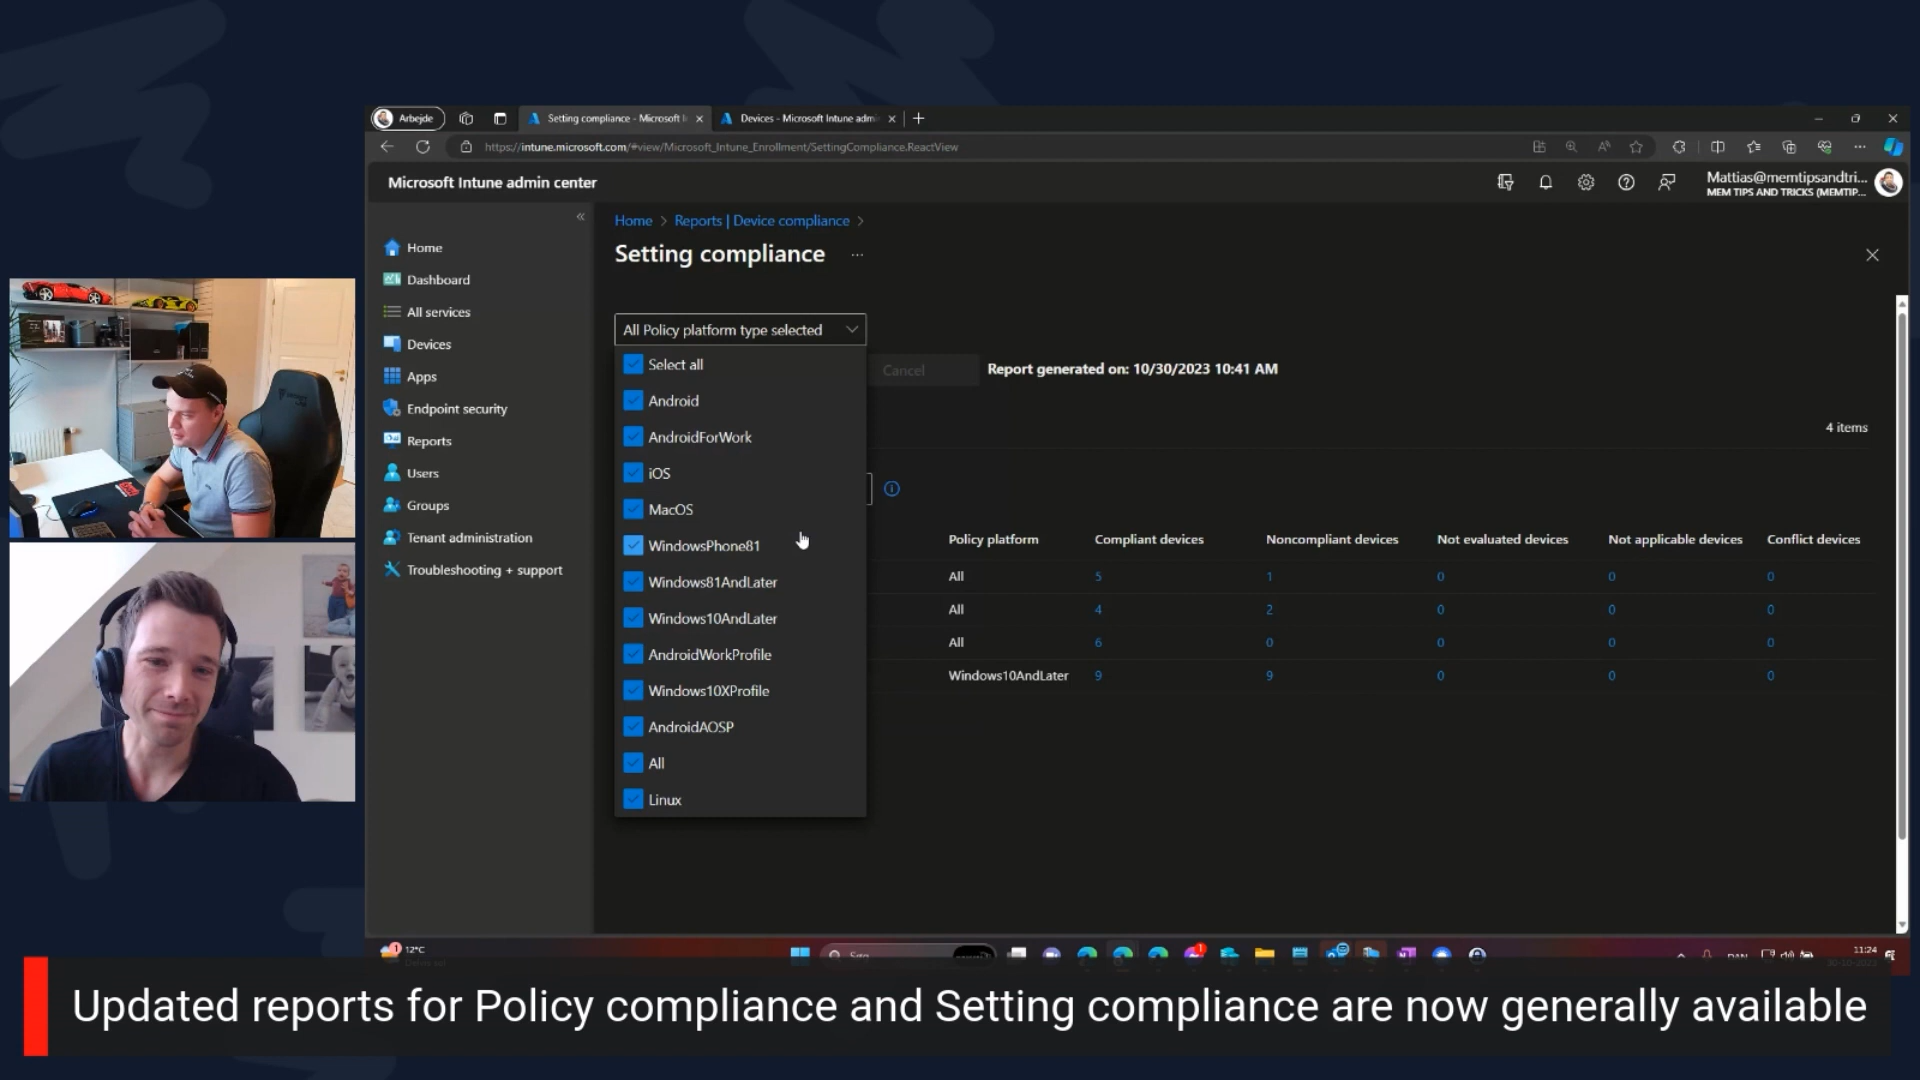 Arbejde
Setting compliance - Microsoft I
Devices - Microsoft Intune admi
https://intune.microsoft.com/#view/Microsoft_Intune_Enrollment/SettingCompliance.ReactView
Microsoft Intune admin center
Mattias@memtipsandtri...
MEM TIPS AND TRICKS (MEMTIP...
Home
Dashboard
All services
Devices
Apps
Endpoint security
Reports
Users
Groups
Tenant administration
Troubleshooting + support
Home > Reports | Device compliance >
Setting compliance ...
All Policy platform type selected
Select all
Android
AndroidForWork
iOS
MacOS
WindowsPhone81
Windows81AndLater
Windows10AndLater
AndroidWorkProfile
Windows10XProfile
AndroidAOSP
All
Linux
Cancel
Report generated on: 10/30/2023 10:41 AM
4 items
Policy platform Compliant devices Noncompliant devices Not evaluated devices Not applicable devices Conflict devices
All 5 1 0 0 0
All 4 2 0 0 0
All 6 0 0 0 0
Windows10AndLater 9 9 0 0 0
1
12°C
1
11:24
Updated reports for Policy compliance and Setting compliance are now generally available